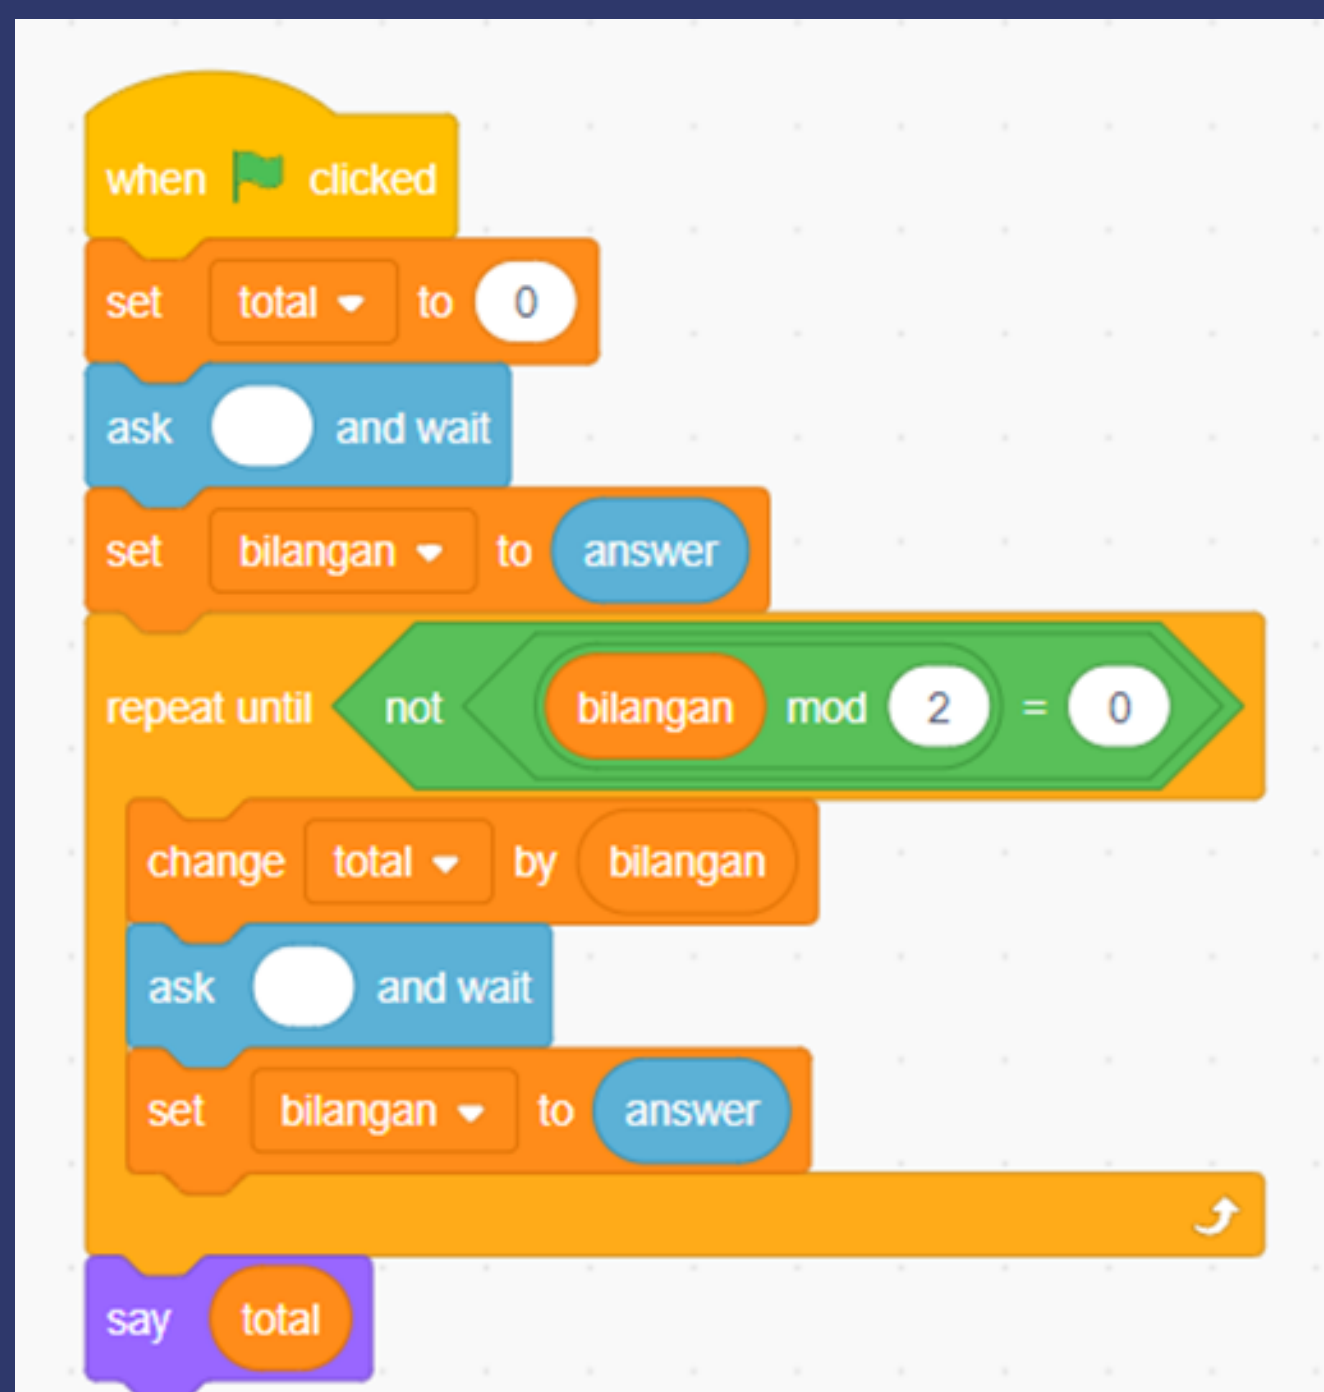 when clicked
set total to 0
ask and wait
set bilangan to answer
repeat until not bilangan mod 2 = 0
change total by bilangan
ask and wait
set bilangan to answer
say total